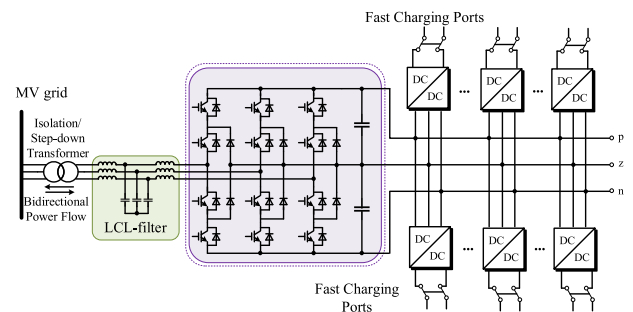 Fast Charging Ports
MV grid
Isolation/
Step-down
Transformer
Bidirectional
Power Flow
LCL-filter
DC
DC
...
DC
DC
...
DC
DC
p
z
n
DC
DC
...
DC
DC
...
DC
DC
Fast Charging
Ports